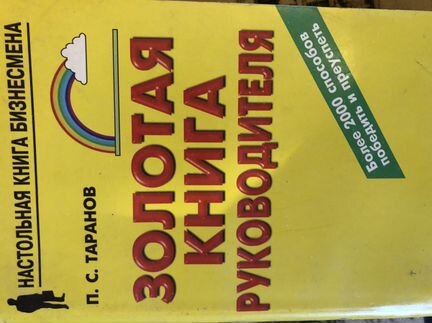 НАСТОЛЬНАЯ КНИГА БИЗНЕСМЕНА
П. С. ТАРАНОВ
ЗОЛОТАЯ
КНИГА
РУКОВОДИТЕЛЯ
Более 2000 способов
победить и преуспеть